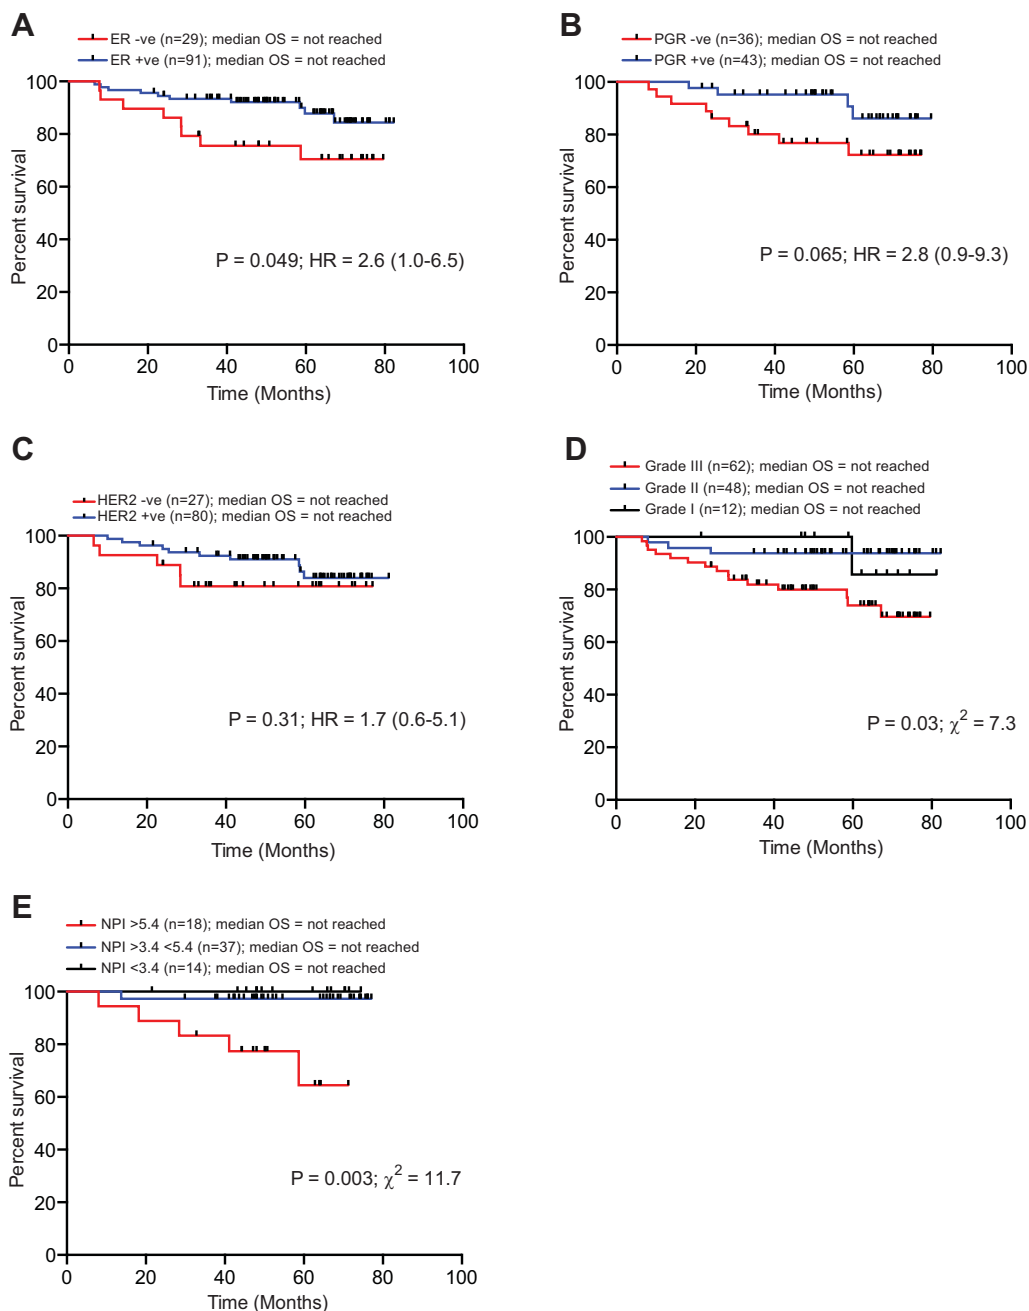 A
ER -ve (n=29); median OS = not reached
ER +ve (n=91); median OS = not reached
100
80
60
40
20
0
Percent survival
P = 0.049; HR = 2.6 (1.0-6.5)
0 20 40 60 80 100
Time (Months)
B
PGR -ve (n=36); median OS = not reached
PGR +ve (n=43); median OS = not reached
100
80
60
40
20
0
Percent survival
P = 0.065; HR = 2.8 (0.9-9.3)
0 20 40 60 80 100
Time (Months)
C
HER2 -ve (n=27); median OS = not reached
HER2 +ve (n=80); median OS = not reached
100
80
60
40
20
0
Percent survival
P = 0.31; HR = 1.7 (0.6-5.1)
0 20 40 60 80 100
Time (Months)
D
Grade III (n=62); median OS = not reached
Grade II (n=48); median OS = not reached
Grade I (n=12); median OS = not reached
100
80
60
40
20
0
Percent survival
P = 0.03; χ² = 7.3
0 20 40 60 80 100
Time (Months)
E
NPI >5.4 (n=18); median OS = not reached
NPI >3.4 <5.4 (n=37); median OS = not reached
NPI <3.4 (n=14); median OS = not reached
100
80
60
40
20
0
Percent survival
P = 0.003; χ² = 11.7
0 20 40 60 80 100
Time (Months)